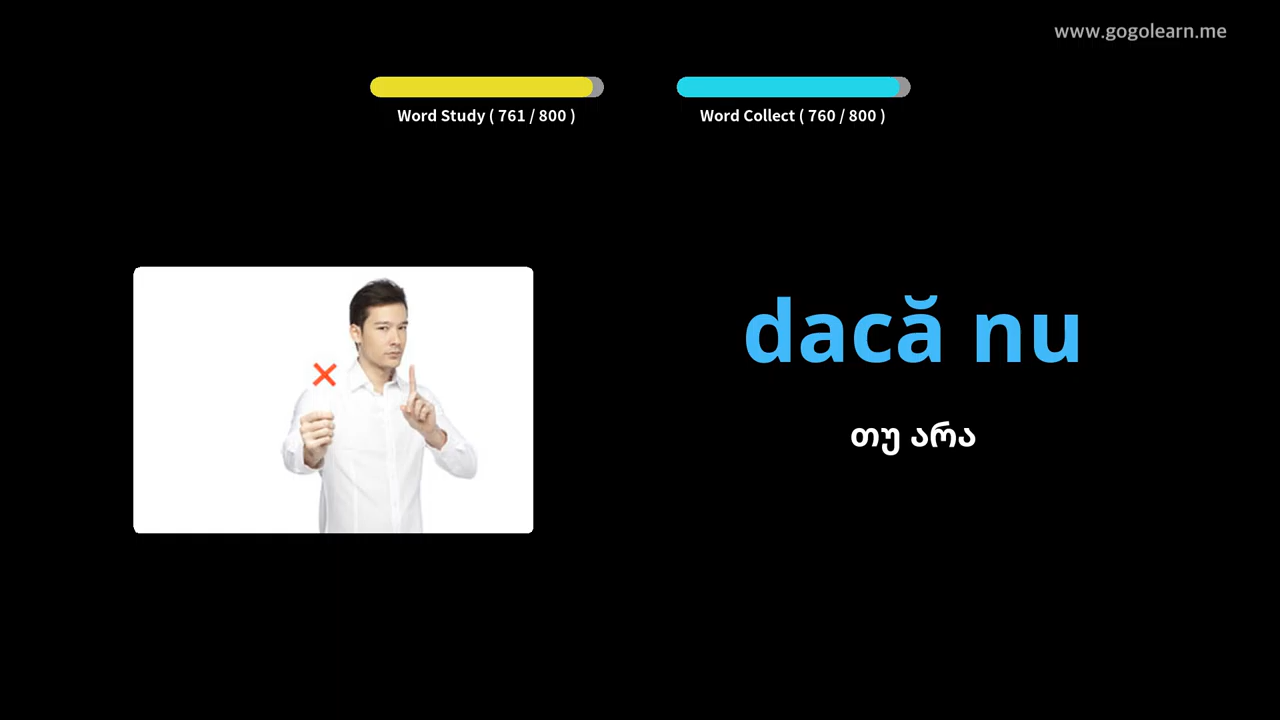 www.gogolearn.me
Word Study ( 761 / 800 )
Word Collect ( 760 / 800 )
dacă nu
თუ არა